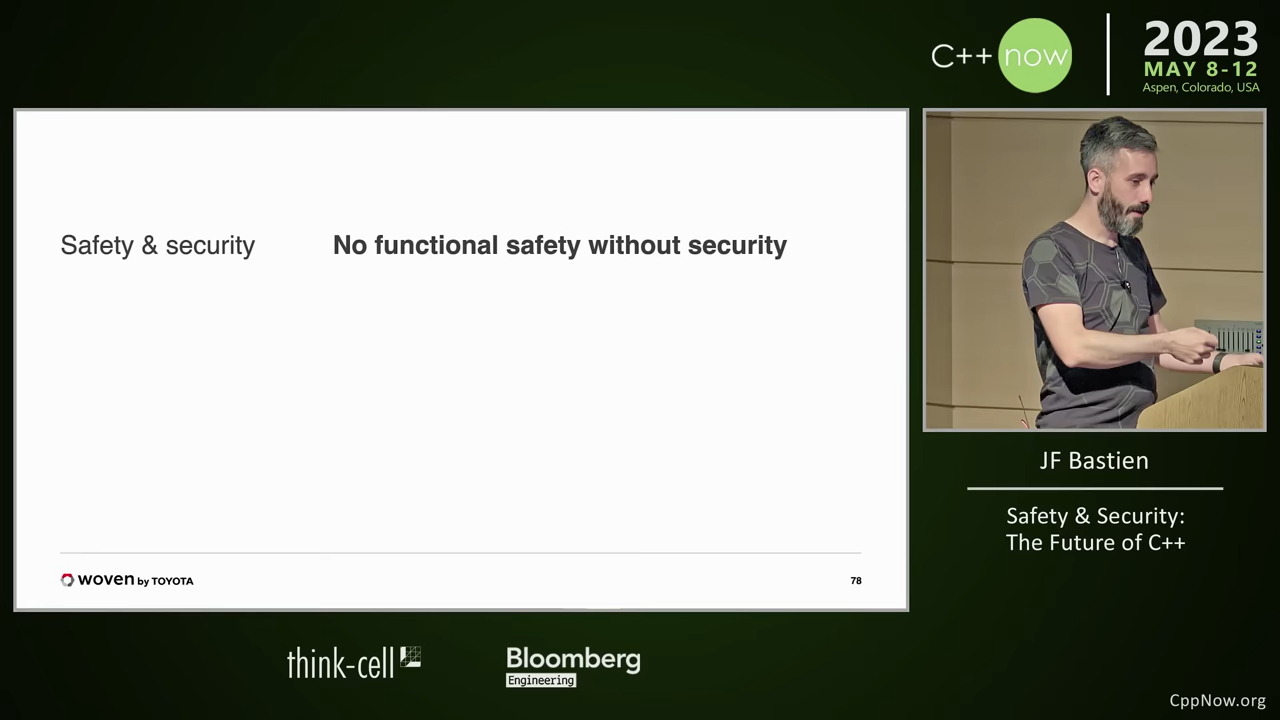 C++ now
2023
MAY 8-12
Aspen, Colorado, USA
Safety & security
No functional safety without security
woven by TOYOTA
78
JF Bastien
Safety & Security:
The Future of C++
think-cell
Bloomberg
Engineering
CppNow.org